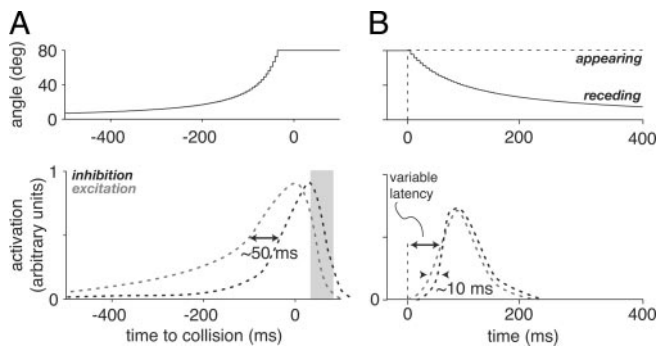 A
angle (deg)
80
40
0
-400
-200
0
inhibition
excitation
activation
(arbitrary units)
1
0
~50 ms
-400
-200
0
time to collision (ms)
B
appearing
receding
0
200
400
variable
latency
~10 ms
0
0
200
400
time (ms)